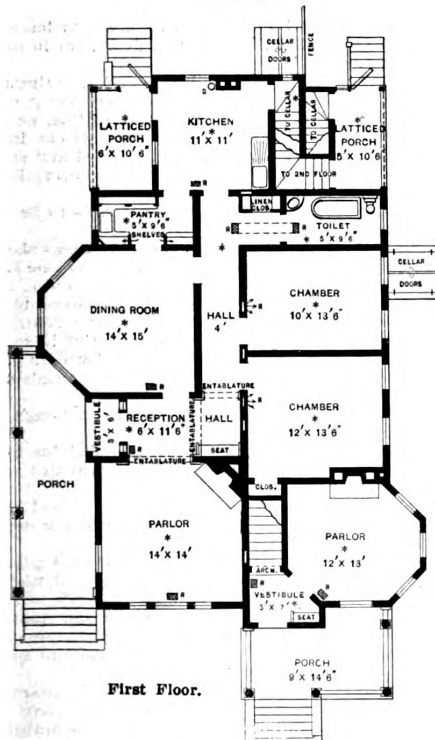 CELLAR
DOORS
FENCE
KITCHEN
11'X 11'
LATTICED
PORCH
6'X 10'6"
TO CELLAR
TO CELLAR
LATTICED
PORCH
5'X 10'6
TO 2ND FLOOR
R
PANTRY
5'X 9'6"
SHELVES
LINEN
CLOS.
R
R
TOILET
5'X 9'6"
CELLAR
DOORS
DINING ROOM
14'X 15'
HALL
4'
R
CHAMBER
10'X 13'6"
R
CHAMBER
12'X 13'6"
ENTABLATURE
VESTIBULE
3'X 6'
RECEPTION
6'X 11'6"
R
ENTABLATURE
ENTABLATURE
HALL
SEAT
PORCH
CLOS.
PARLOR
14'X 14'
R
PARLOR
12'X 13'
ARCH
R
R
VESTIBULE
5'X 7'
SEAT
PORCH
9'X 14'6"
First Floor.